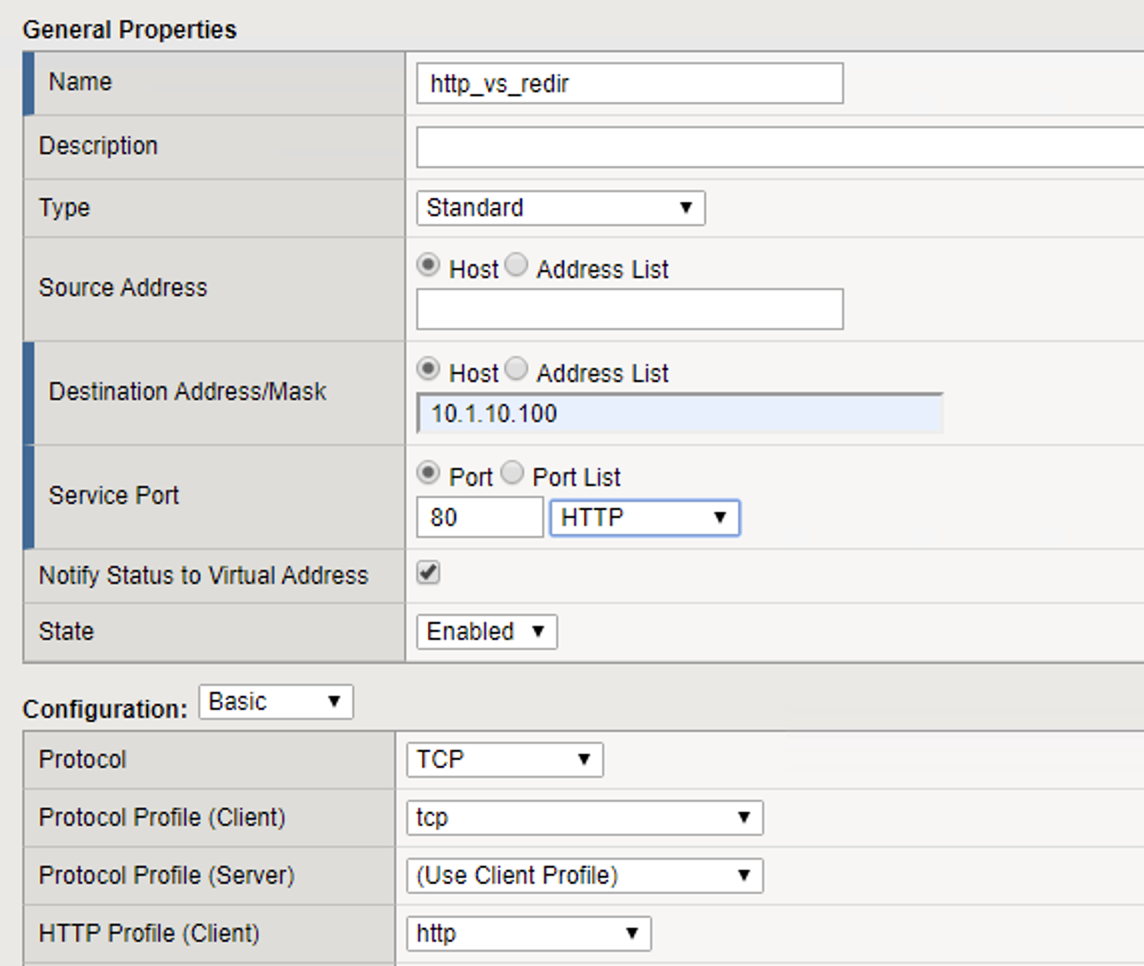 General Properties
Name http_vs_redir
Description
Type Standard
Source Address Host Address List
Destination Address/Mask Host Address List
10.1.10.100
Service Port Port Port List
80 HTTP
Notify Status to Virtual Address
State Enabled
Configuration: Basic
Protocol TCP
Protocol Profile (Client) tcp
Protocol Profile (Server) (Use Client Profile)
HTTP Profile (Client) http